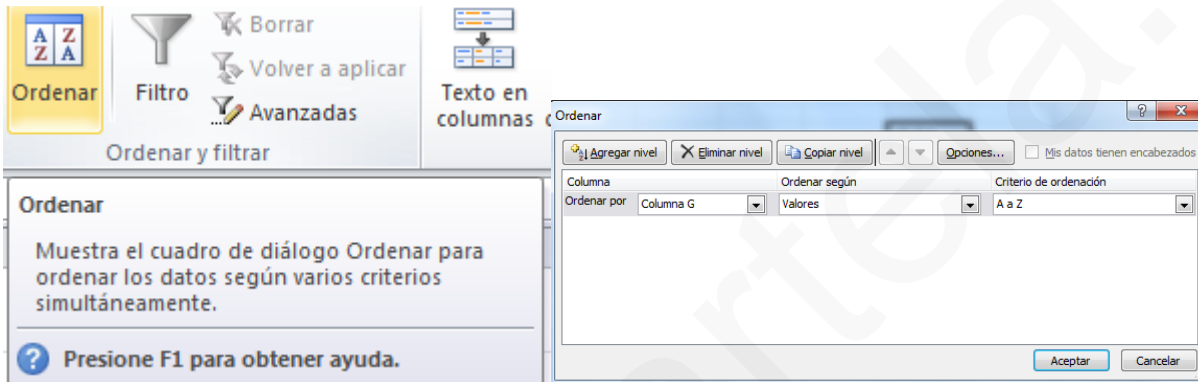 A Z
Z A
Ordenar
Filtro
Borrar
Volver a aplicar
Avanzadas
Texto en
columnas
Ordenar y filtrar
Ordenar
Muestra el cuadro de diálogo Ordenar para
ordenar los datos según varios criterios
simultáneamente.
Presione F1 para obtener ayuda.
Ordenar
Agregar nivel Eliminar nivel Copiar nivel Opciones... Mis datos tienen encabezados
Columna Ordenar según Criterio de ordenación
Ordenar por Columna G Valores A a Z
Aceptar Cancelar